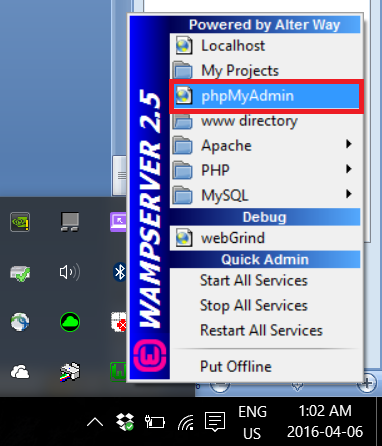 Powered by Alter Way
Localhost
My Projects
phpMyAdmin
www directory
Apache
PHP
MySQL
Debug
webGrind
Quick Admin
Start All Services
Stop All Services
Restart All Services
Put Offline
WAMPSERVER 2.5
ENG
US
1:02 AM
2016-04-06